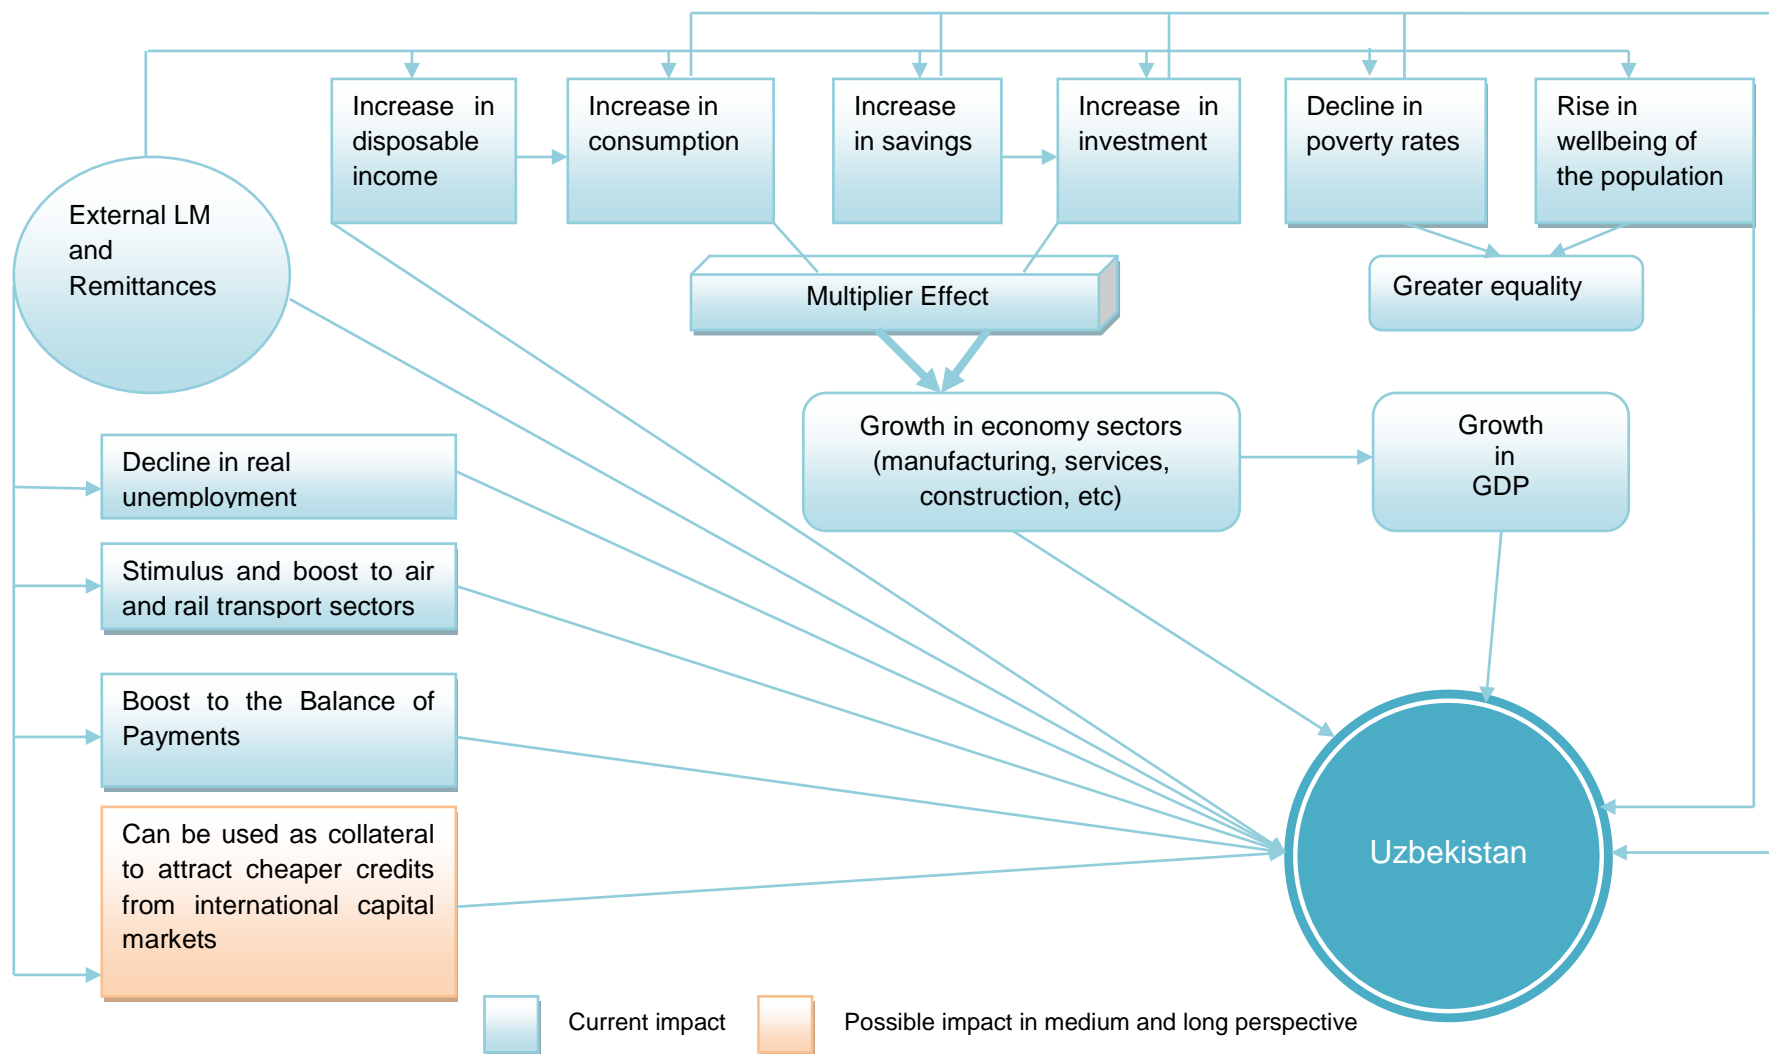 Increase in
disposable
income
Increase in
consumption
Increase
in savings
Increase in
investment
Decline in
poverty rates
Rise in
wellbeing of
the population
External LM
and
Remittances
Multiplier Effect
Greater equality
Growth in economy sectors
(manufacturing, services,
construction, etc)
Growth
in
GDP
Decline in real
unemployment
Stimulus and boost to air
and rail transport sectors
Boost to the Balance of
Payments
Can be used as collateral
to attract cheaper credits
from international capital
markets
Uzbekistan
Current impact
Possible impact in medium and long perspective